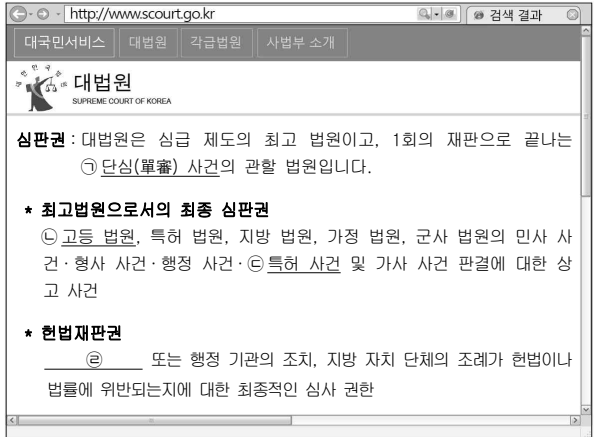 http://www.scourt.go.kr
검색 결과
대국민서비스 대법원 각급법원 사법부 소개
대한민국법원
대법원
SUPREME COURT OF KOREA
심판권 : 대법원은 심급 제도의 최고 법원이고, 1회의 재판으로 끝나는
㉠ 단심(單審) 사건의 관할 법원입니다.
* 최고법원으로서의 최종 심판권
㉡ 고등 법원, 특허 법원, 지방 법원, 가정 법원, 군사 법원의 민사 사
건·형사 사건·행정 사건·㉢ 특허 사건 및 가사 사건 판결에 대한 상
고 사건
* 헌법재판권
㉣ 또는 행정 기관의 조치, 지방 자치 단체의 조례가 헌법이나
법률에 위반되는지에 대한 최종적인 심사 권한